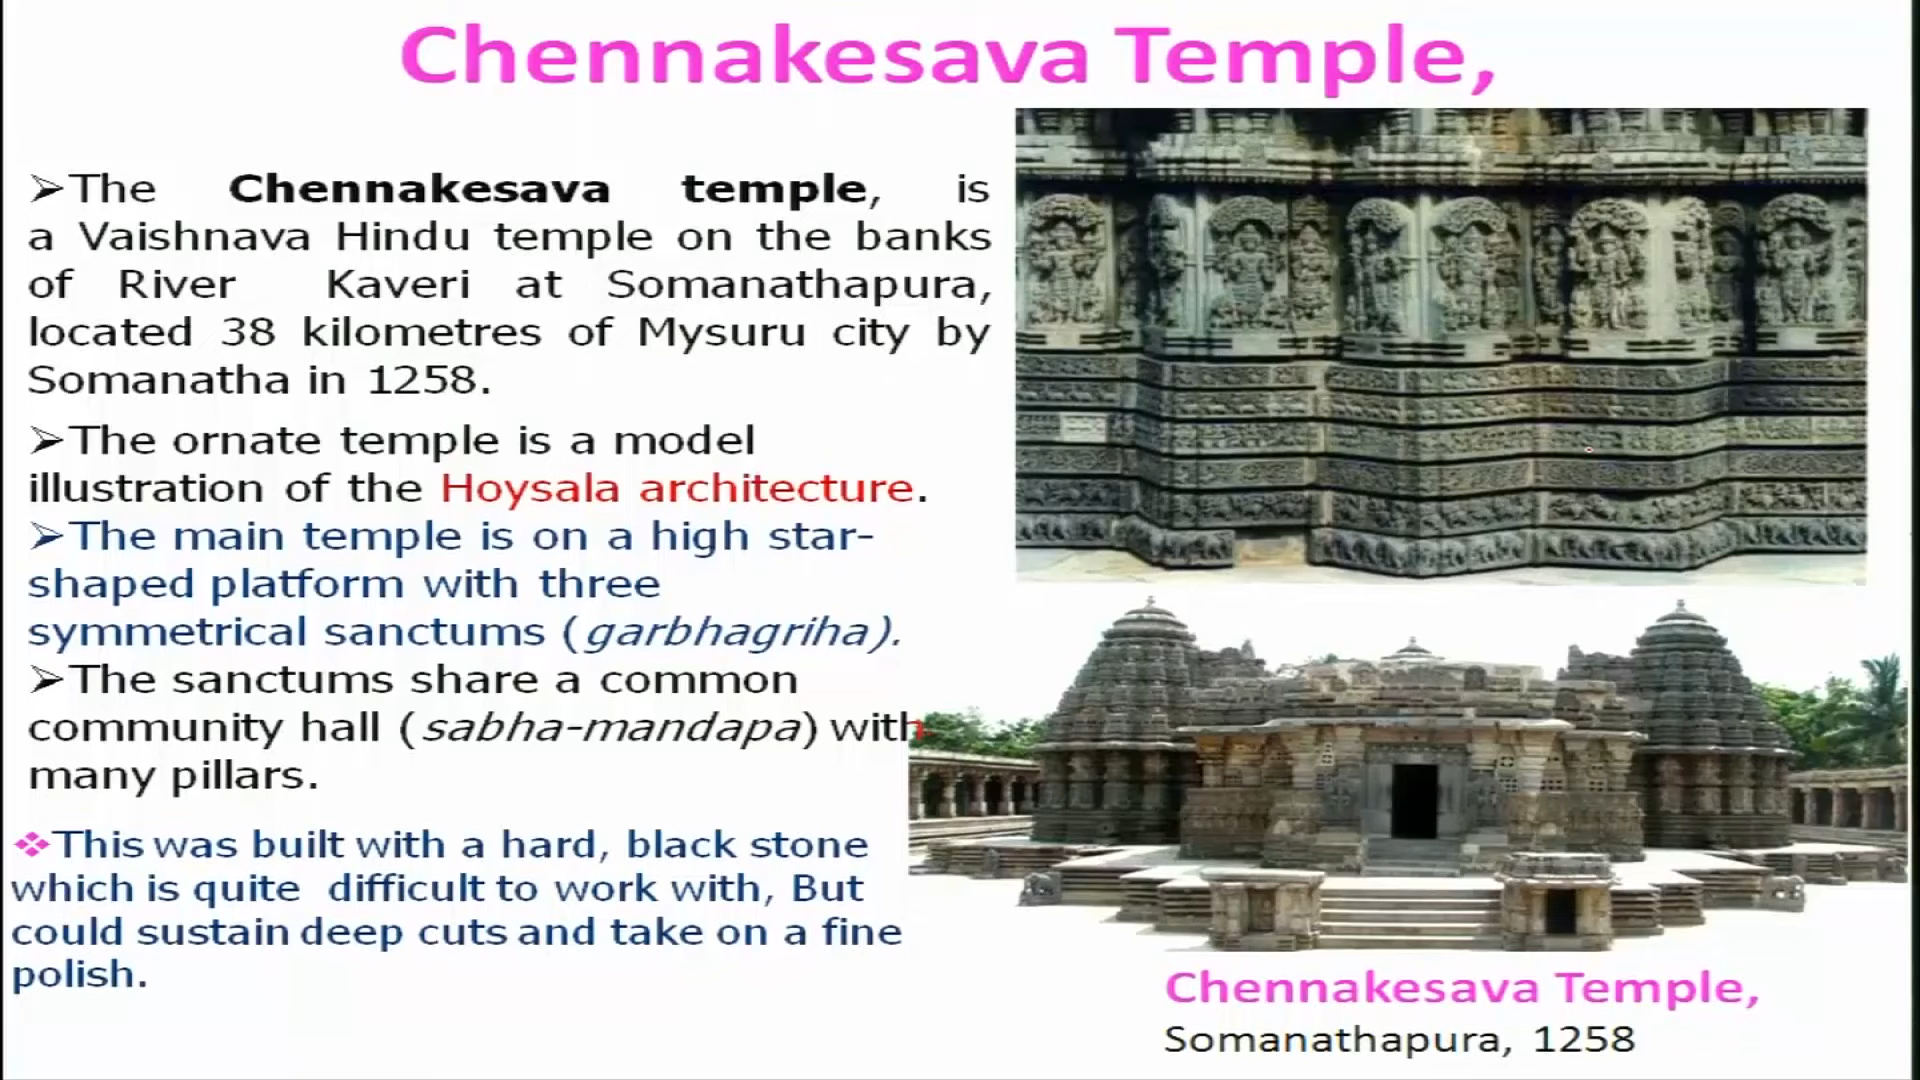 Chennakesava Temple,
➢The Chennakesava temple, is
a Vaishnava Hindu temple on the banks
of River Kaveri at Somanathapura,
located 38 kilometres of Mysuru city by
Somanatha in 1258.
➢The ornate temple is a model
illustration of the Hoysala architecture.
➢The main temple is on a high star-
shaped platform with three
symmetrical sanctums (garbhagriha).
➢The sanctums share a common
community hall (sabha-mandapa) with
many pillars.
❖This was built with a hard, black stone
which is quite difficult to work with, But
could sustain deep cuts and take on a fine
polish.
Chennakesava Temple,
Somanathapura, 1258